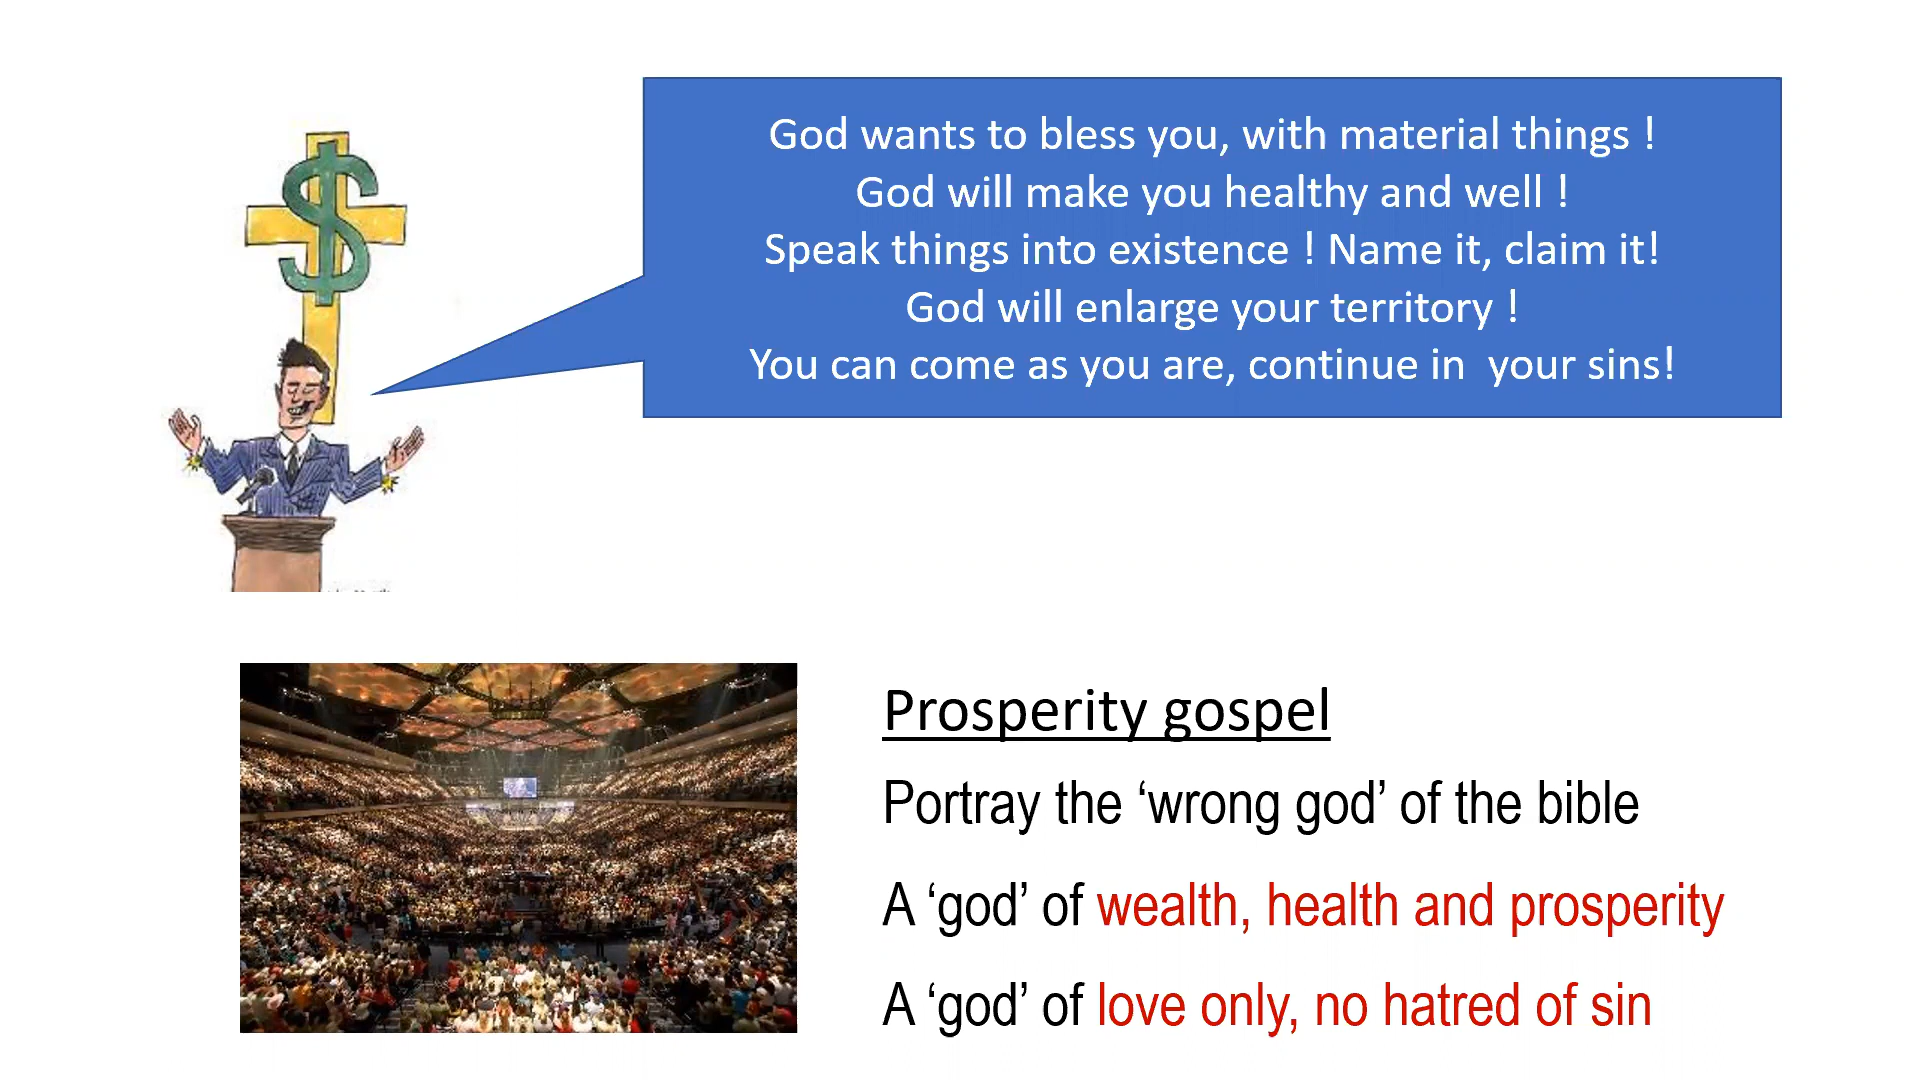 God wants to bless you, with material things !
God will make you healthy and well !
Speak things into existence ! Name it, claim it!
God will enlarge your territory !
You can come as you are, continue in  your sins!
$
Prosperity gospel
Portray the ‘wrong god’ of the bible
A ‘god’ of wealth, health and prosperity
A ‘god’ of love only, no hatred of sin